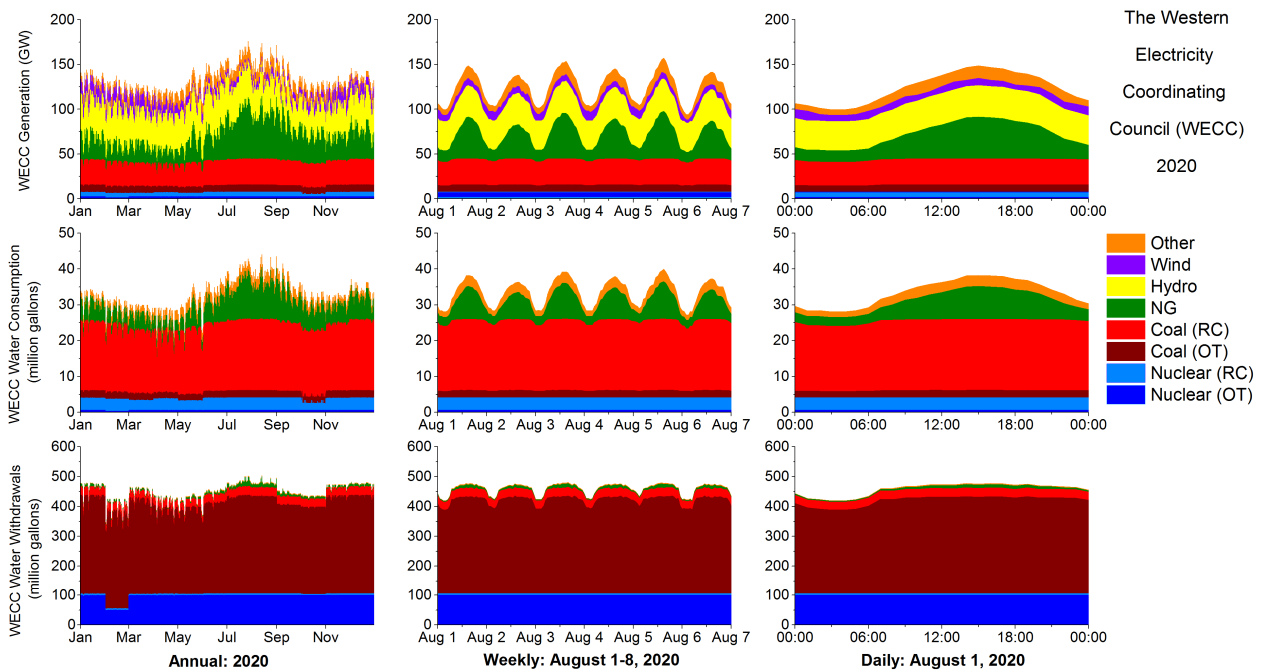 WECC Generation (GW)
200
150
100
50
0
Jan Mar May Jul Sep Nov
200
150
100
50
0
Aug 1 Aug 2 Aug 3 Aug 4 Aug 5 Aug 6 Aug 7
200
150
100
50
0
00:00 06:00 12:00 18:00 00:00
The Western
Electricity
Coordinating
Council (WECC)
2020
WECC Water Consumption
(million gallons)
50
40
30
20
10
0
Jan Mar May Jul Sep Nov
50
40
30
20
10
0
Aug 1 Aug 2 Aug 3 Aug 4 Aug 5 Aug 6 Aug 7
50
40
30
20
10
0
00:00 06:00 12:00 18:00 00:00
Other
Wind
Hydro
NG
Coal (RC)
Coal (OT)
Nuclear (RC)
Nuclear (OT)
WECC Water Withdrawals
(million gallons)
600
500
400
300
200
100
0
Jan Mar May Jul Sep Nov
Annual: 2020
600
500
400
300
200
100
0
Aug 1 Aug 2 Aug 3 Aug 4 Aug 5 Aug 6 Aug 7
Weekly: August 1-8, 2020
600
500
400
300
200
100
0
00:00 06:00 12:00 18:00 00:00
Daily: August 1, 2020